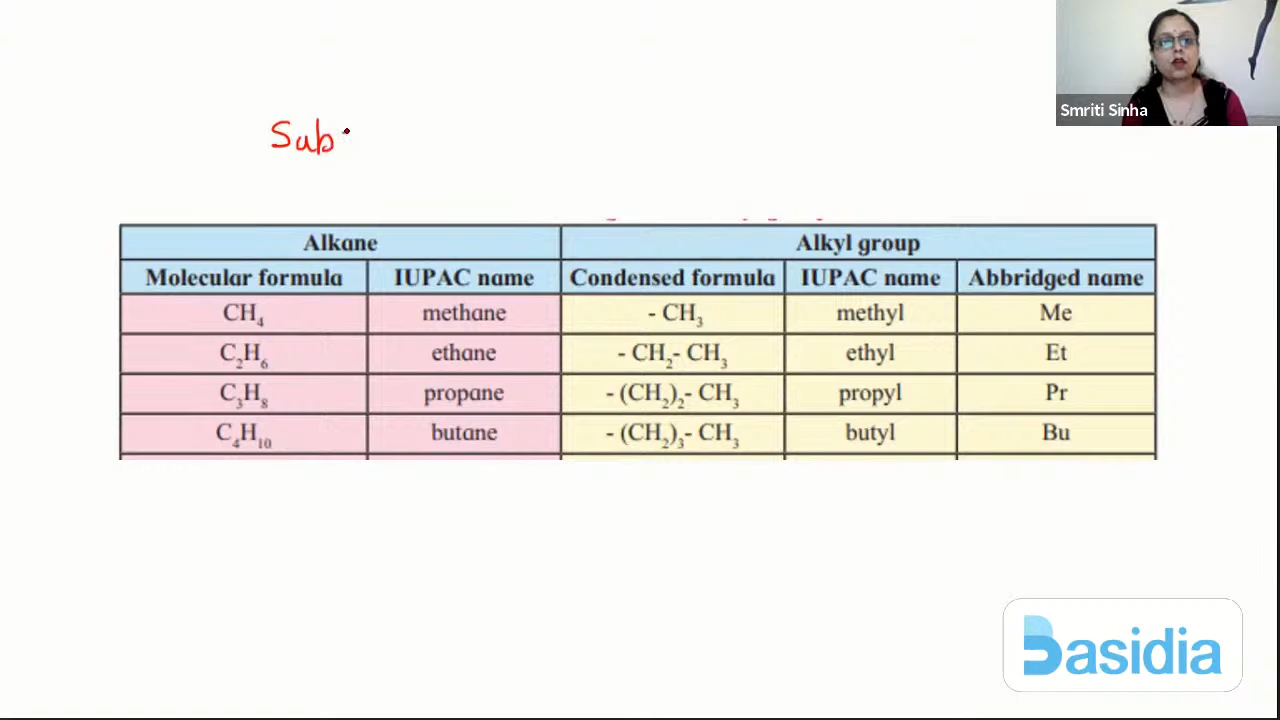 Smriti Sinha
Sub
Alkane Alkyl group
Molecular formula IUPAC name Condensed formula IUPAC name Abbridged name
CH₄ methane - CH₃ methyl Me
C₂H₆ ethane - CH₂- CH₃ ethyl Et
C₃H₈ propane - (CH₂)₂- CH₃ propyl Pr
C₄H₁₀ butane - (CH₂)₃- CH₃ butyl Bu
Basidia